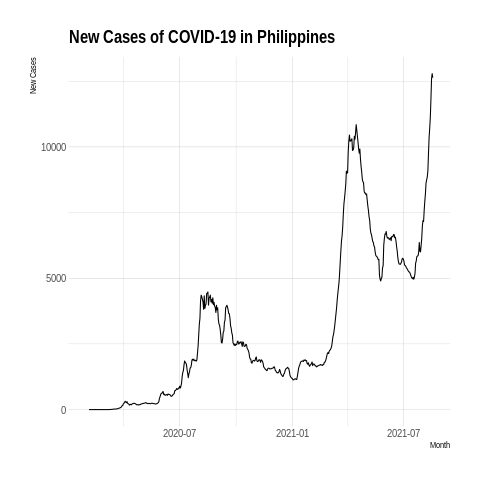 New Cases of COVID-19 in Philippines
New Cases
10000
5000
0
2020-07 2021-01 2021-07
Month